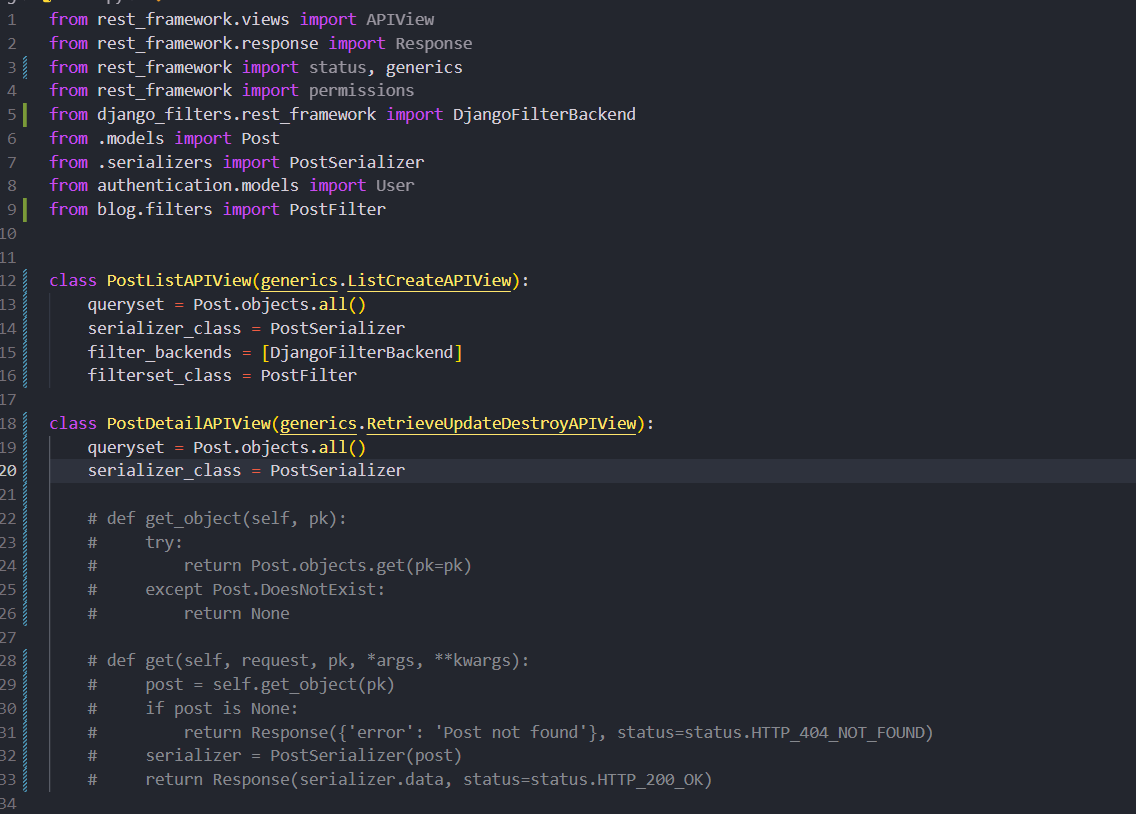 1 from rest_framework.views import APIView
2 from rest_framework.response import Response
3 from rest_framework import status, generics
4 from rest_framework import permissions
5 from django_filters.rest_framework import DjangoFilterBackend
6 from .models import Post
7 from .serializers import PostSerializer
8 from authentication.models import User
9 from blog.filters import PostFilter
10
11
12 class PostListAPIView(generics.ListCreateAPIView):
13     queryset = Post.objects.all()
14     serializer_class = PostSerializer
15     filter_backends = [DjangoFilterBackend]
16     filterset_class = PostFilter
17
18 class PostDetailAPIView(generics.RetrieveUpdateDestroyAPIView):
19     queryset = Post.objects.all()
20     serializer_class = PostSerializer
21
22     # def get_object(self, pk):
23     #     try:
24     #         return Post.objects.get(pk=pk)
25     #     except Post.DoesNotExist:
26     #         return None
27
28     # def get(self, request, pk, *args, **kwargs):
29     #     post = self.get_object(pk)
30     #     if post is None:
31     #         return Response({'error': 'Post not found'}, status=status.HTTP_404_NOT_FOUND)
32     #     serializer = PostSerializer(post)
33     #     return Response(serializer.data, status=status.HTTP_200_OK)
34